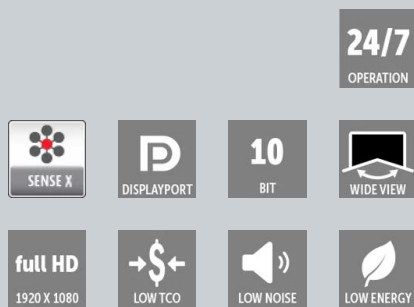 24/7
OPERATION
SENSE X
DISPLAYPORT
10
BIT
WIDE VIEW
full HD
1920 X 1080
LOW TCO
LOW NOISE
LOW ENERGY